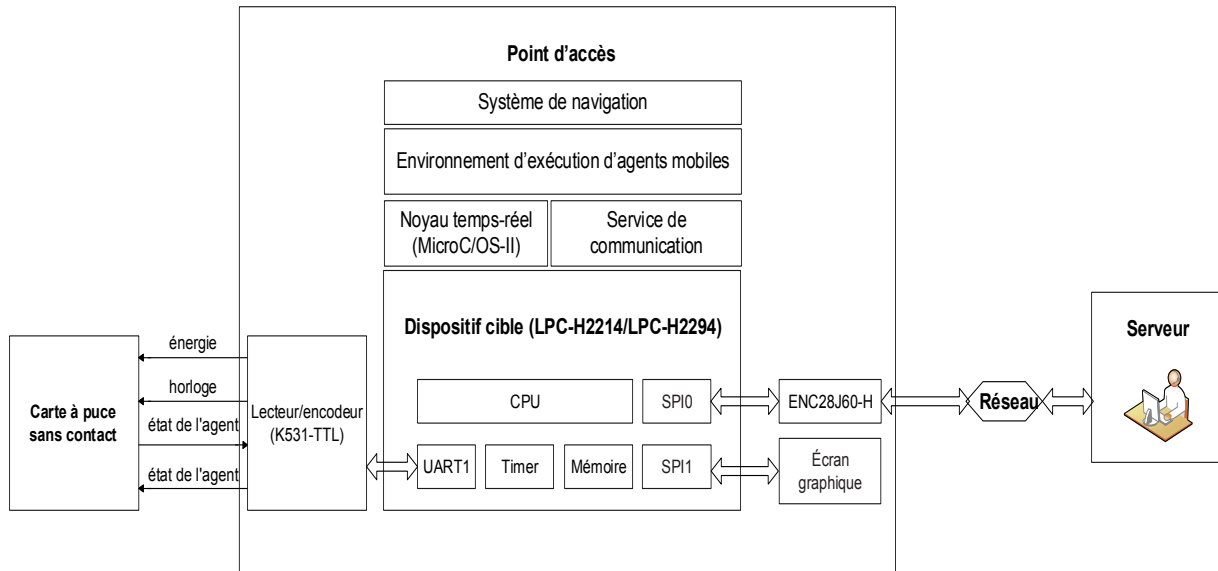 Point d'accès
Système de navigation
Environnement d'exécution d'agents mobiles
Noyau temps-réel
(MicroC/OS-II)
Service de
communication
Dispositif cible (LPC-H2214/LPC-H2294)
CPU
SPI0
UART1
Timer
Mémoire
SPI1
Carte à puce
sans contact
énergie
horloge
état de l'agent
état de l'agent
Lecteur/encodeur
(K531-TTL)
ENC28J60-H
Écran
graphique
Réseau
Serveur